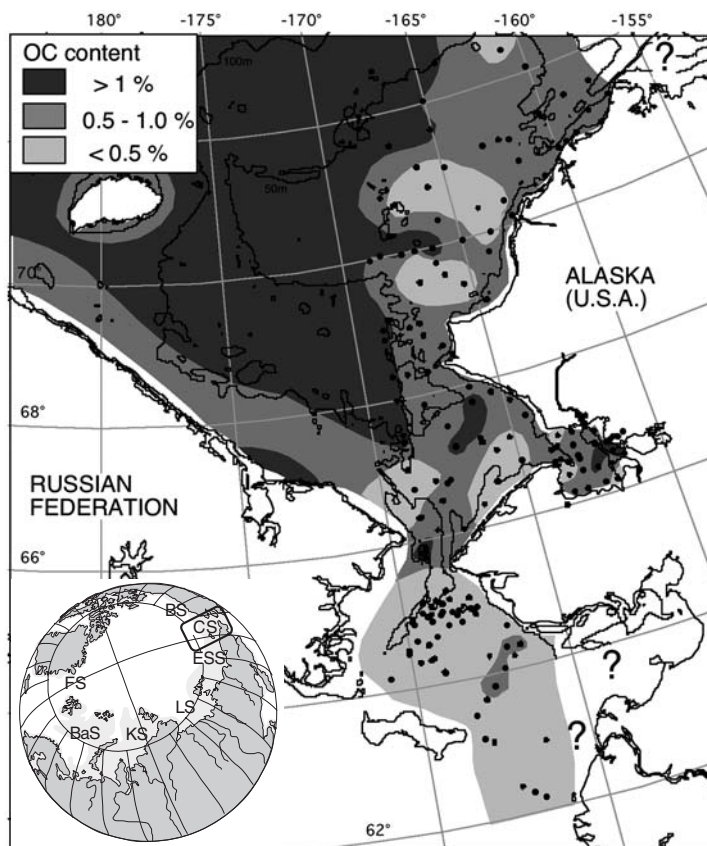 180° -175° -170° -165° -160° -155°
OC content
> 1 %
0.5 - 1.0 %
< 0.5 %
100m
?
50m
70°
ALASKA
(U.S.A.)
68°
RUSSIAN
FEDERATION
66°
BS
CS
ESS
FS
LS
BaS
KS
?
?
62°